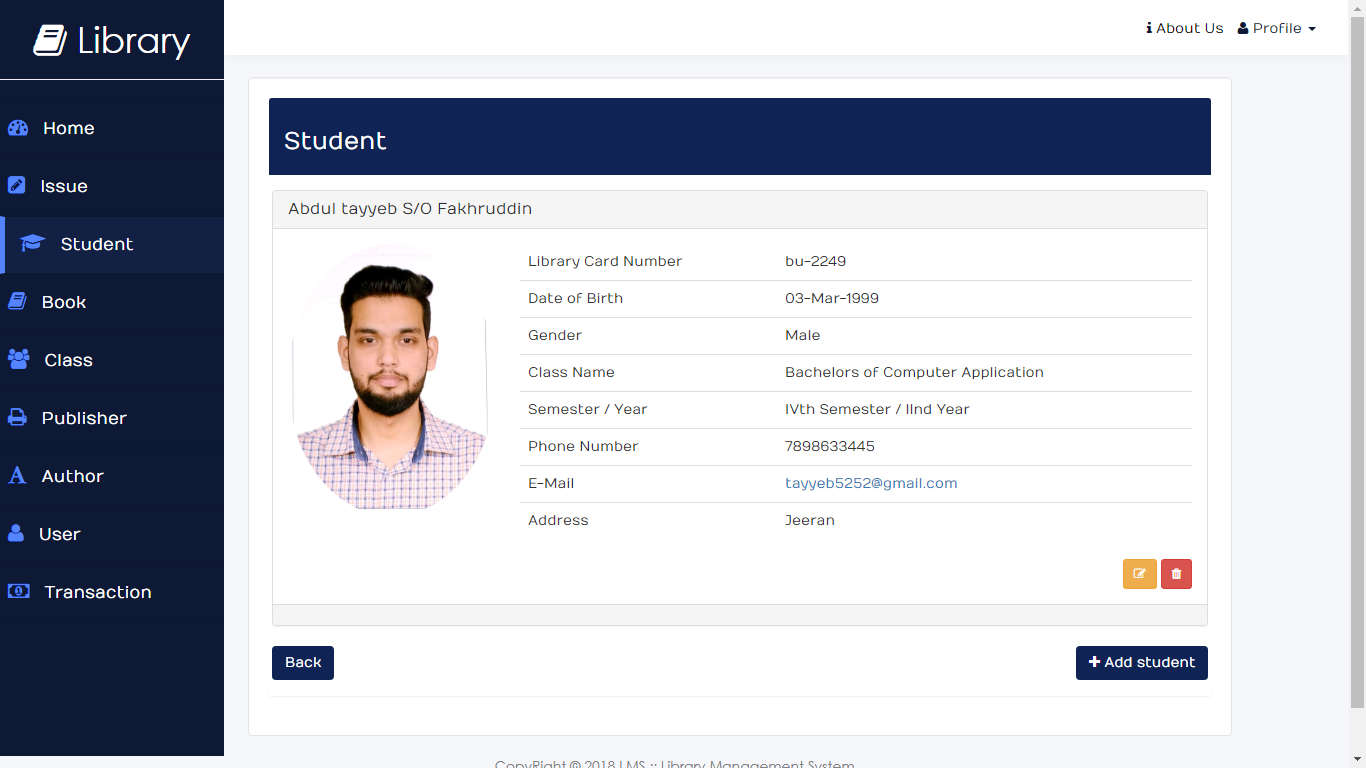 Library
About Us Profile
Home
Issue
Student
Book
Class
Publisher
Author
User
Transaction
Student
Abdul tayyeb S/O Fakhruddin
Library Card Number bu-2249
Date of Birth 03-Mar-1999
Gender Male
Class Name Bachelors of Computer Application
Semester / Year IVth Semester / IInd Year
Phone Number 7898633445
E-Mail tayyeb5252@gmail.com
Address Jeeran
Back
Add student
CopyRight © 2018 LMS :: Library Management System